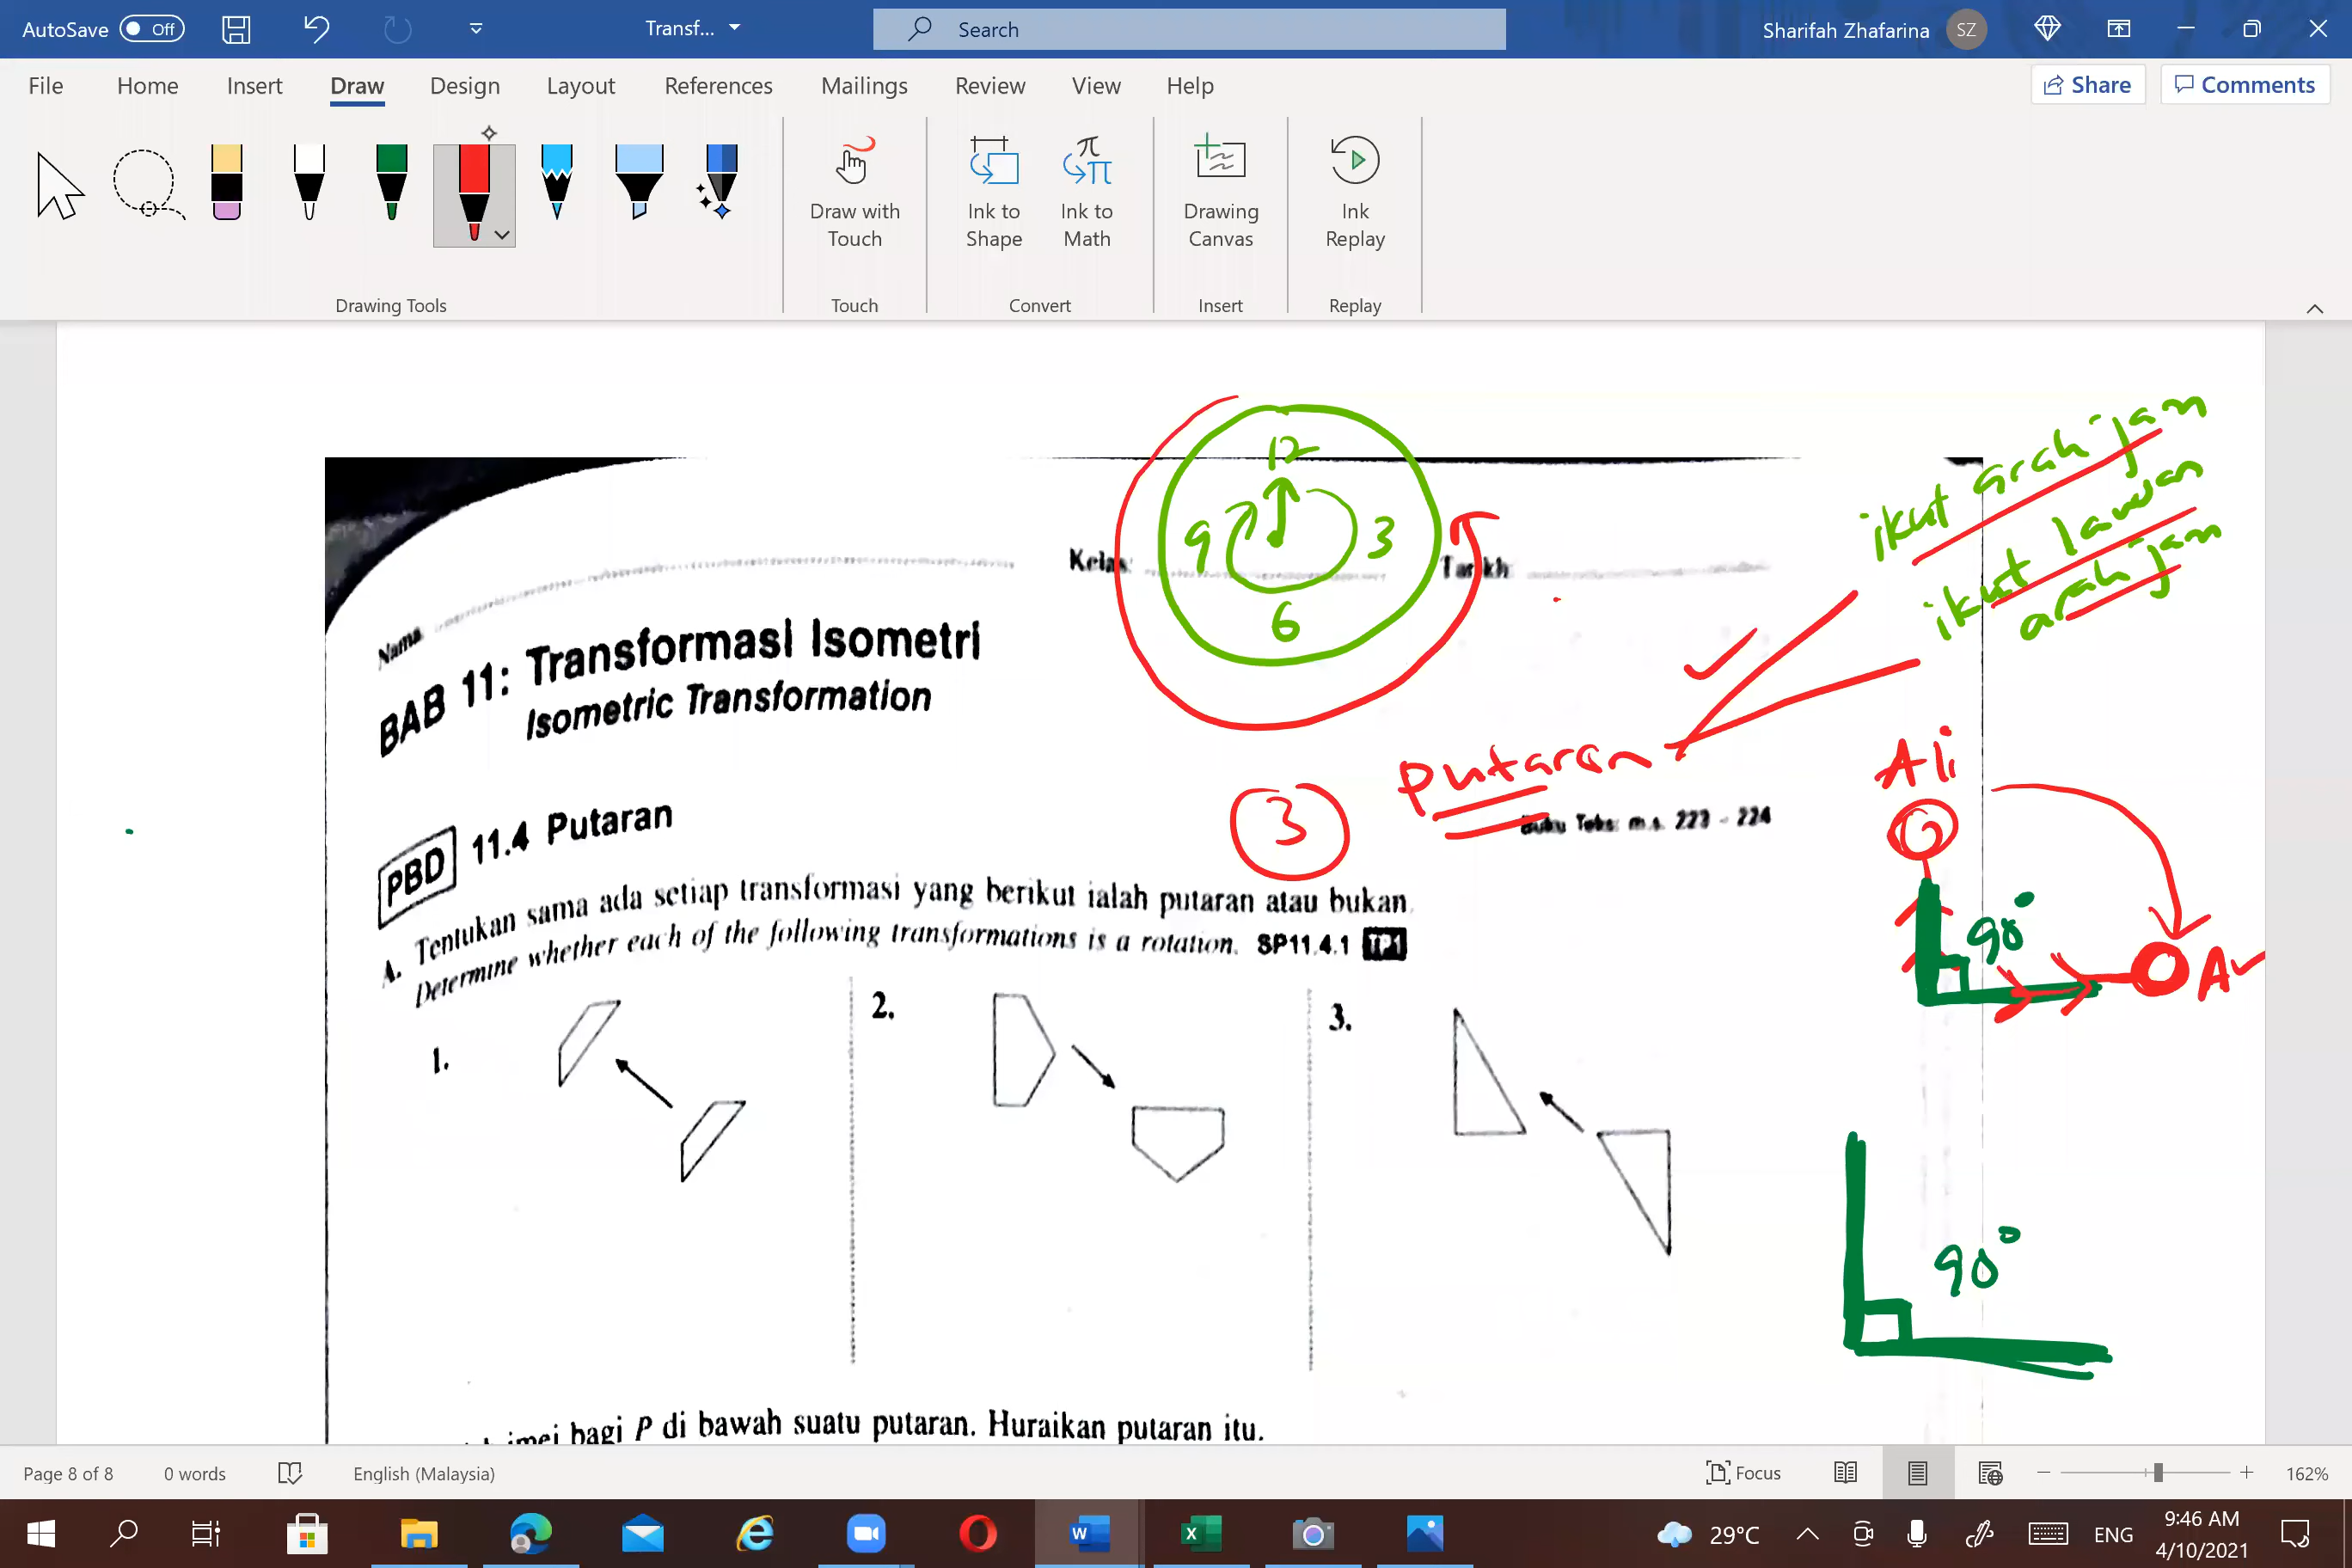 AutoSave Off Transf... Search Sharifah Zhafarina SZ
File Home Insert Draw Design Layout References Mailings Review View Help Share Comments
Draw with Touch
Ink to Shape
Ink to Math
Drawing Canvas
Ink Replay
Drawing Tools Touch Convert Insert Replay
ikut arah jam
ikut lawan
arah jam
12
9 3
6
Nama Kelas: Tarikh:
BAB 11: Transformasi Isometri
Isometric Transformation
3 putaran
Ali
PBD 11.4 Putaran
Buku Teks: m.s. 223 – 224
90°
A. Tentukan sama ada setiap transformasi yang berikut ialah putaran atau bukan.
Determine whether each of the following transformations is a rotation. SP11.4.1 TP1
1. 2. 3.
90°
imej bagi P di bawah suatu putaran. Huraikan putaran itu.
Page 8 of 8 0 words English (Malaysia) Focus 162%
29°C ENG 9:46 AM
4/10/2021